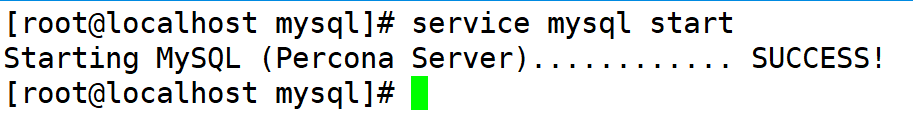 [root@localhost mysql]# service mysql start
Starting MySQL (Percona Server)............ SUCCESS!
[root@localhost mysql]#